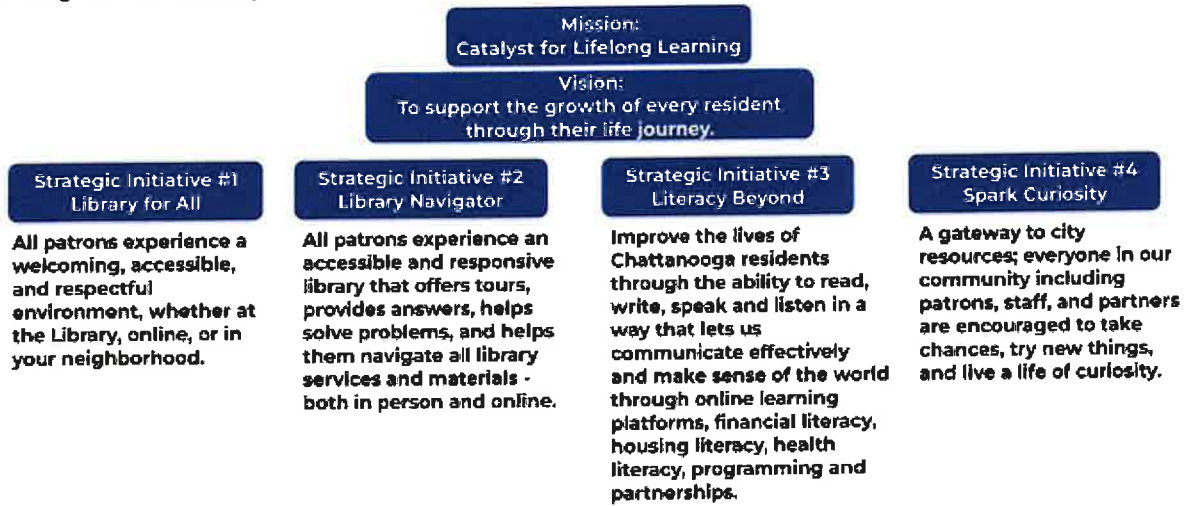 Mission:
Catalyst for Lifelong Learning
Vision:
To support the growth of every resident
through their life journey.
Strategic Initiative #1
Library for All
All patrons experience a
welcoming, accessible,
and respectful
environment, whether at
the Library, online, or in
your neighborhood.
Strategic Initiative #2
Library Navigator
All patrons experience an
accessible and responsive
library that offers tours,
provides answers, helps
solve problems, and helps
them navigate all library
services and materials -
both in person and online.
Strategic Initiative #3
Literacy Beyond
Improve the lives of
Chattanooga residents
through the ability to read,
write, speak and listen in a
way that lets us
communicate effectively
and make sense of the world
through online learning
platforms, financial literacy,
housing literacy, health
literacy, programming and
partnerships.
Strategic Initiative #4
Spark Curiosity
A gateway to city
resources; everyone in our
community including
patrons, staff, and partners
are encouraged to take
chances, try new things,
and live a life of curiosity.